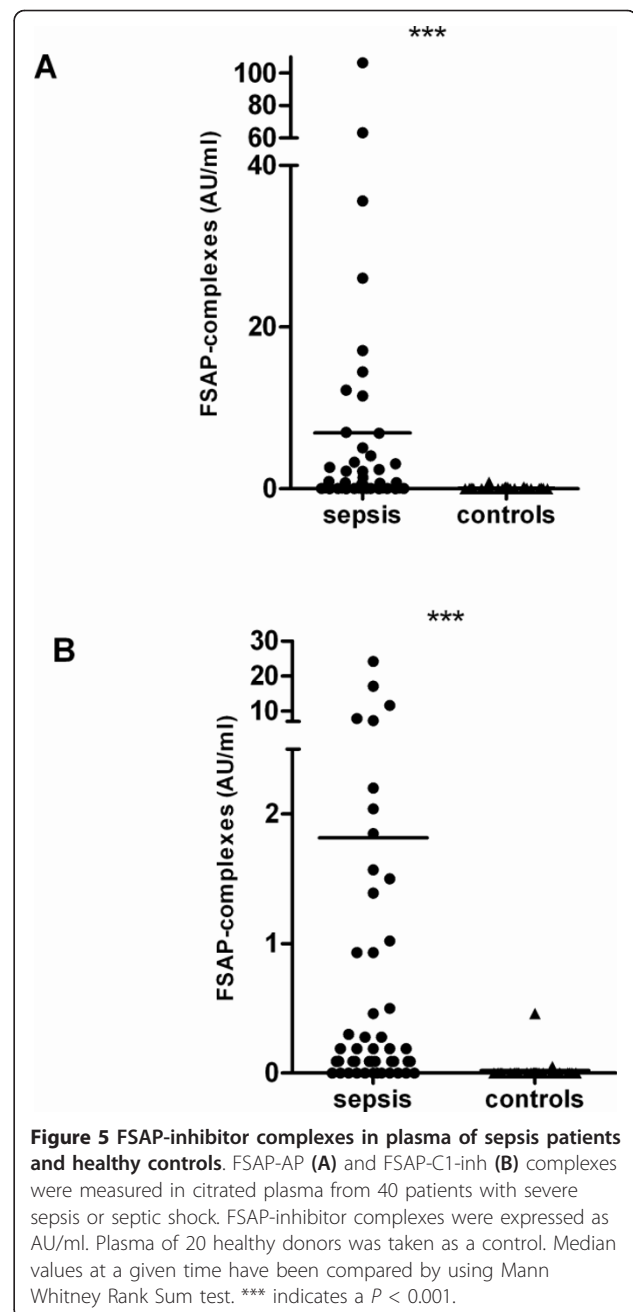 ***
A
100
80
60
40
20
0
FSAP-complexes (AU/ml)
sepsis controls
***
B
30
20
10
2
1
0
FSAP-complexes (AU/ml)
sepsis controls
Figure 5 FSAP-inhibitor complexes in plasma of sepsis patients
and healthy controls. FSAP-AP (A) and FSAP-C1-inh (B) complexes
were measured in citrated plasma from 40 patients with severe
sepsis or septic shock. FSAP-inhibitor complexes were expressed as
AU/ml. Plasma of 20 healthy donors was taken as a control. Median
values at a given time have been compared by using Mann
Whitney Rank Sum test. *** indicates a P < 0.001.